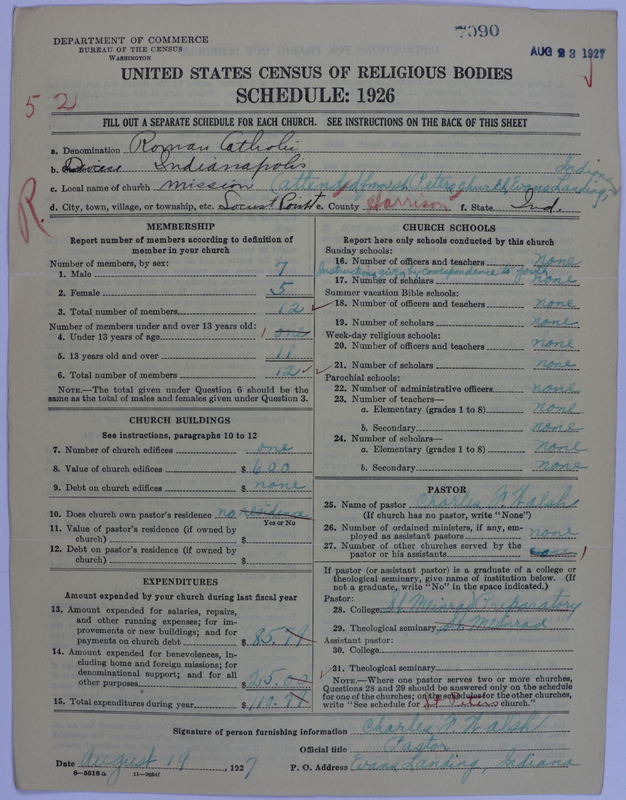 7090
DEPARTMENT OF COMMERCE
BUREAU OF THE CENSUS
WASHINGTON
AUG 23 1927
UNITED STATES CENSUS OF RELIGIOUS BODIES
SCHEDULE: 1926
52
FILL OUT A SEPARATE SCHEDULE FOR EACH CHURCH. SEE INSTRUCTIONS ON THE BACK OF THIS SHEET
a. Denomination Roman Catholic
b. Indianapolis
c. Local name of church mission (attended from St Peters church, Evans Landing, Indiana
d. City, town, village, or township, etc. Locust Point e. County Harrison f. State Ind.
R
MEMBERSHIP
Report number of members according to definition of member in your church
Number of members, by sex:
1. Male 7
2. Female 5
3. Total number of members 12
Number of members under and over 13 years old:
4. Under 13 years of age 1 one
5. 13 years old and over 11
6. Total number of members 12
NOTE.—The total given under Question 6 should be the same as the total of males and females given under Question 3.
CHURCH BUILDINGS
See instructions, paragraphs 10 to 12
7. Number of church edifices one
8. Value of church edifices $600
9. Debt on church edifices $none
10. Does church own pastor's residence no residence
Yes or No
11. Value of pastor's residence (if owned by church) $
12. Debt on pastor's residence (if owned by church) $
EXPENDITURES
Amount expended by your church during last fiscal year
13. Amount expended for salaries, repairs, and other running expenses; for improvements or new buildings; and for payments on church debt $85.79
14. Amount expended for benevolences, including home and foreign missions; for denominational support; and for all other purposes $25.00
15. Total expenditures during year $110.79
CHURCH SCHOOLS
Report here only schools conducted by this church
Sunday schools:
16. Number of officers and teachers none
Instructions given by correspondence to youth
17. Number of scholars none
Summer vacation Bible schools:
18. Number of officers and teachers none
19. Number of scholars none
Week-day religious schools:
20. Number of officers and teachers none
21. Number of scholars none
Parochial schools:
22. Number of administrative officers none
23. Number of teachers—
a. Elementary (grades 1 to 8) none
b. Secondary none
24. Number of scholars—
a. Elementary (grades 1 to 8) none
b. Secondary none
PASTOR
25. Name of pastor Charles W. Walsh
(If church has no pastor, write "None")
26. Number of ordained ministers, if any, employed as assistant pastors none
27. Number of other churches served by the pastor or his assistants none 1
If pastor (or assistant pastor) is a graduate of a college or theological seminary, give name of institution below. (If not a graduate, write "No" in the space indicated.)
Pastor:
28. College St Meinrad Preparatory
29. Theological seminary St Meinrad
Assistant pastor:
30. College
31. Theological seminary
NOTE.—Where one pastor serves two or more churches, Questions 28 and 29 should be answered only on the schedule for one of the churches; on the schedules for the other churches, write "See schedule for St Peters church."
Signature of person furnishing information Charles W. Walsh
Official title Pastor
Date August 19, 1927 P. O. Address Evans Landing, Indiana
8—5518a 11—9684f